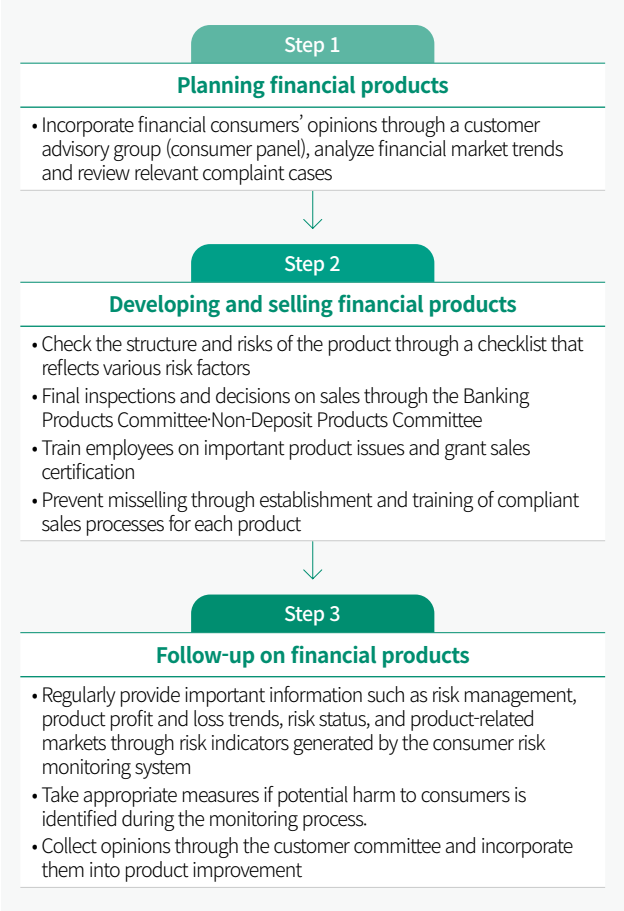 Step 1
Planning financial products
• Incorporate financial consumers’ opinions through a customer
advisory group (consumer panel), analyze financial market trends
and review relevant complaint cases
Step 2
Developing and selling financial products
• Check the structure and risks of the product through a checklist that
reflects various risk factors
• Final inspections and decisions on sales through the Banking
Products Committee·Non-Deposit Products Committee
• Train employees on important product issues and grant sales
certification
• Prevent misselling through establishment and training of compliant
sales processes for each product
Step 3
Follow-up on financial products
• Regularly provide important information such as risk management,
product profit and loss trends, risk status, and product-related
markets through risk indicators generated by the consumer risk
monitoring system
• Take appropriate measures if potential harm to consumers is
identified during the monitoring process.
• Collect opinions through the customer committee and incorporate
them into product improvement